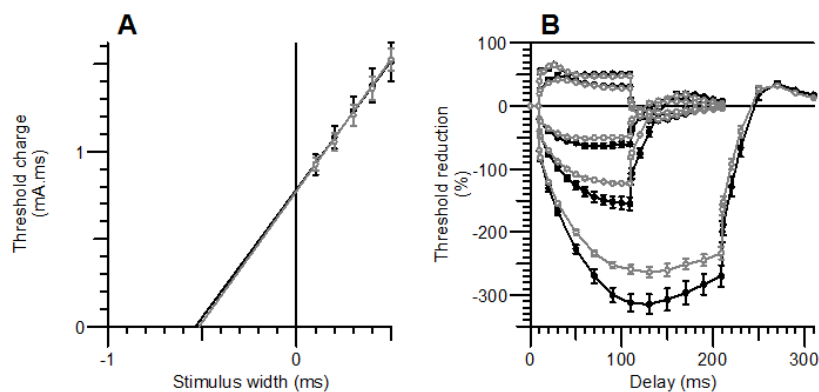 A
Threshold charge
(mA.ms)
1
0
-1
0
Stimulus width (ms)
B
Threshold reduction
(%)
100
0
-100
-200
-300
0
100
200
300
Delay (ms)